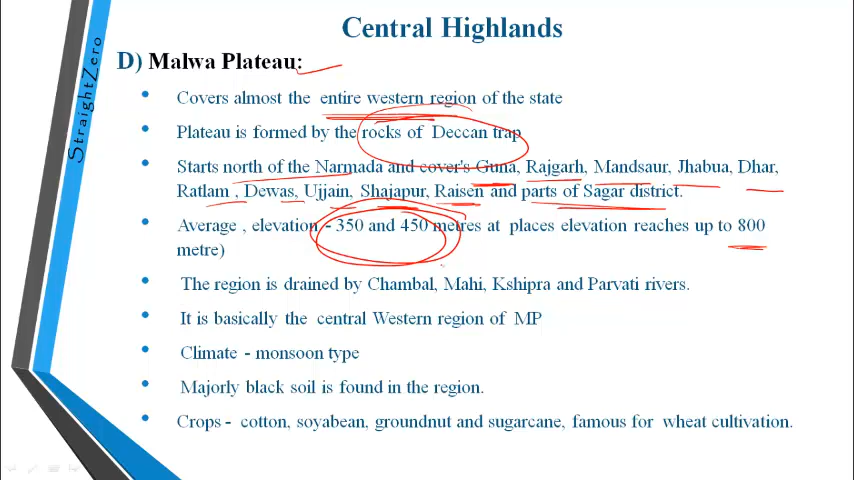 Central Highlands
StraightZero
D) Malwa Plateau:
• Covers almost the entire western region of the state
• Plateau is formed by the rocks of Deccan trap
• Starts north of the Narmada and cover's Guna, Rajgarh, Mandsaur, Jhabua, Dhar,
Ratlam , Dewas, Ujjain, Shajapur, Raisen and parts of Sagar district.
• Average , elevation - 350 and 450 metres at places elevation reaches up to 800
metre)
• The region is drained by Chambal, Mahi, Kshipra and Parvati rivers.
• It is basically the central Western region of MP
• Climate - monsoon type
• Majorly black soil is found in the region.
• Crops - cotton, soyabean, groundnut and sugarcane, famous for wheat cultivation.